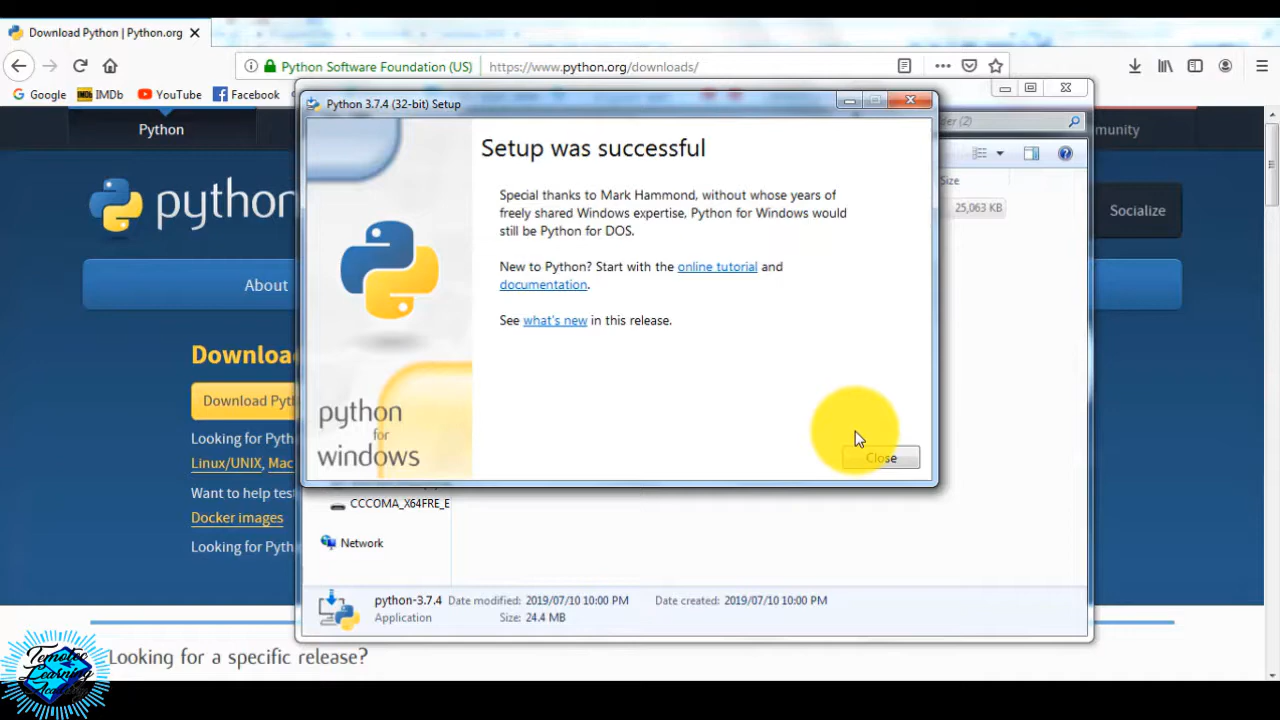 Download Python | Python.org
Python Software Foundation (US) https://www.python.org/downloads/
Google IMDb YouTube Facebook
Python
Python 3.7.4 (32-bit) Setup
Setup was successful
Special thanks to Mark Hammond, without whose years of
freely shared Windows expertise, Python for Windows would
still be Python for DOS.
New to Python? Start with the online tutorial and
documentation.
See what's new in this release.
python
for
windows
Close
der (2)
munity
Size
25,063 KB
python
Socialize
About
Downloa
Download Pyt
Looking for Pyth
Linux/UNIX, Mac
Want to help test
Docker images
Looking for Pyth
CCCOMA_X64FRE_E
Network
python-3.7.4 Date modified: 2019/07/10 10:00 PM Date created: 2019/07/10 10:00 PM
Application Size: 24.4 MB
Looking for a specific release?
Temotec
Learning
Academy